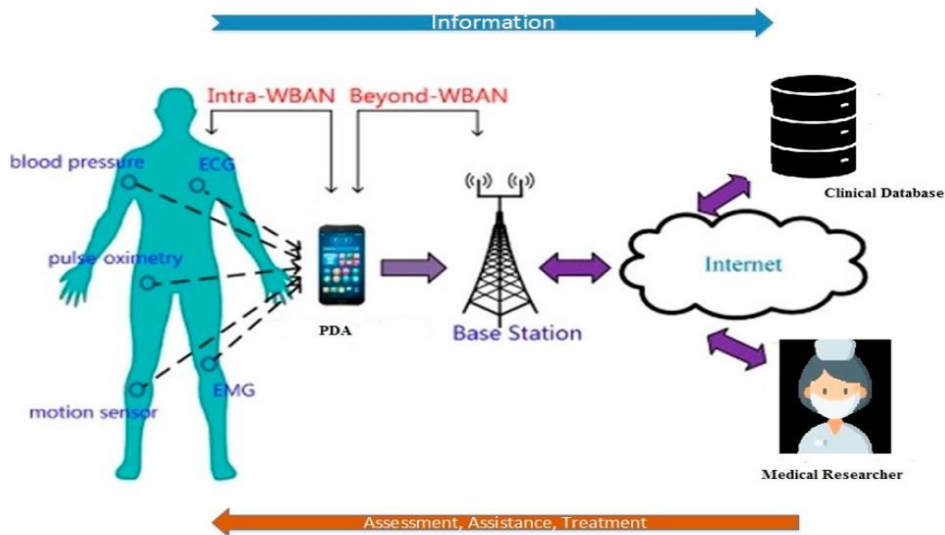 Information
Intra-WBAN
Beyond-WBAN
blood pressure
ECG
Clinical Database
pulse oximetry
Internet
PDA
Base Station
EMG
motion sensor
Medical Researcher
Assessment, Assistance, Treatment